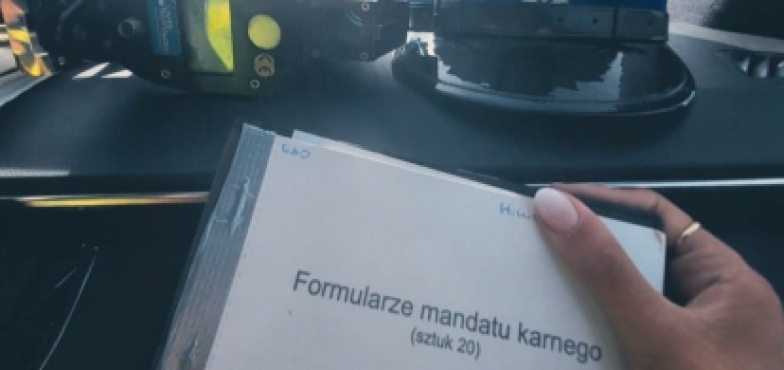 Formularze mandatu karnego
(sztuk 20)